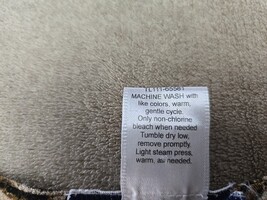 MACHINE WASH with
like colors, warm,
gentle cycle.
Only non-chlorine
bleach when needed
Tumble dry low,
remove promptly.
Light steam press,
warm, as needed.